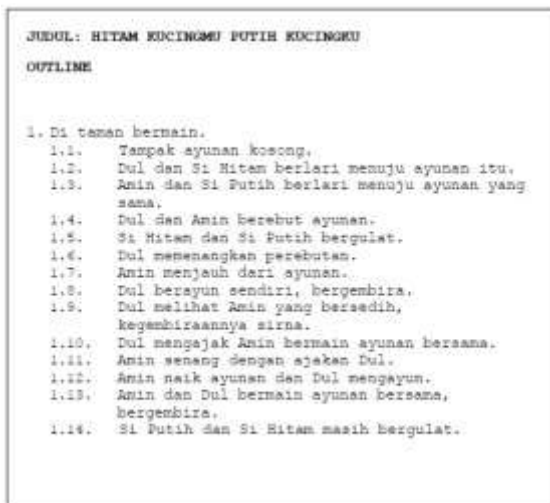 JUDUL: HITAM KUCINGMU PUTIH KUCINGKU
OUTLINE
1. Di taman bermain.
1.1. Tampak ayunan kosong.
1.2. Dul dan Si Hitam berlari menuju ayunan itu.
1.3. Amin dan Si Putih berlari menuju ayunan yang
sama.
1.4. Dul dan Amin berebut ayunan.
1.5. Si Hitam dan Si Putih bergulat.
1.6. Dul memenangkan perebutan.
1.7. Amin menjauh dari ayunan.
1.8. Dul berayun sendiri, bergembira.
1.9. Dul melihat Amin yang bersedih,
kegembiraannya sirna.
1.10. Dul mengajak Amin bermain ayunan bersama.
1.11. Amin senang dengan ajakan Dul.
1.12. Amin naik ayunan dan Dul mengayun.
1.13. Amin dan Dul bermain ayunan bersama,
bergembira.
1.14. Si Putih dan Si Hitam masih bergulat.